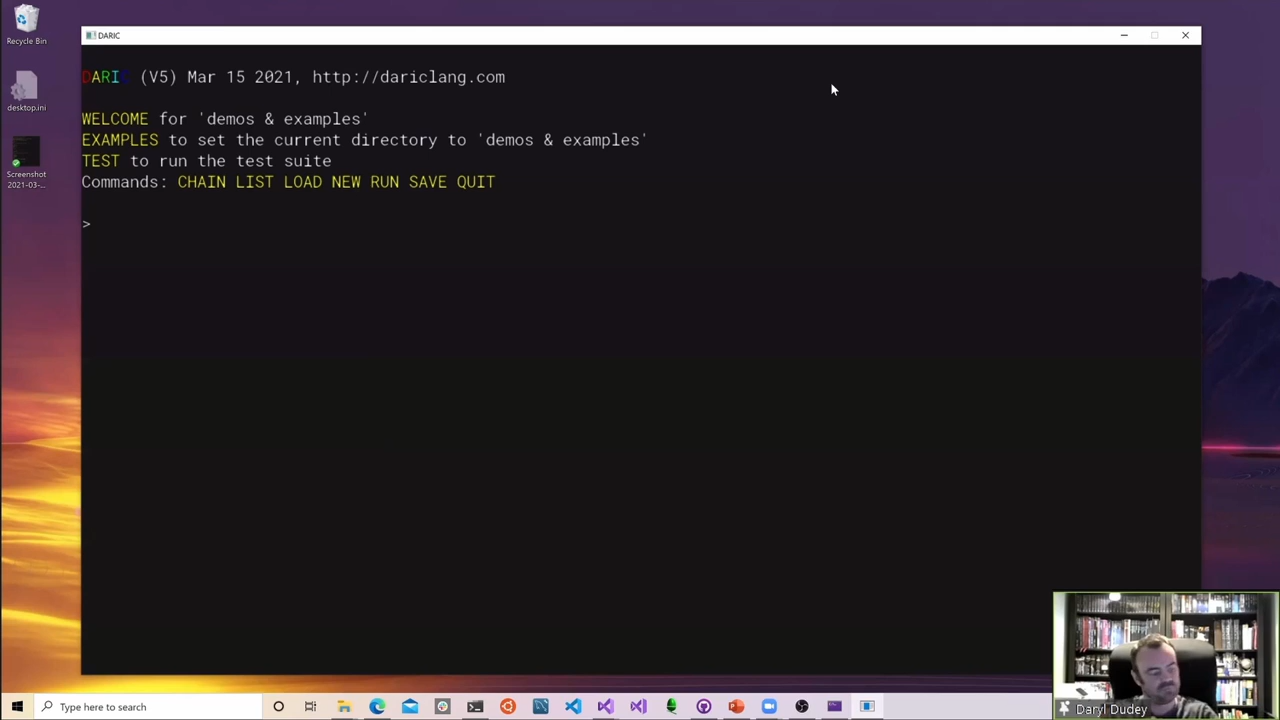 Recycle Bin
desktop.ini
Screenshot
2021-03-...
DARIC
DARIC (V5) Mar 15 2021, http://dariclang.com
WELCOME for 'demos & examples'
EXAMPLES to set the current directory to 'demos & examples'
TEST to run the test suite
Commands: CHAIN LIST LOAD NEW RUN SAVE QUIT
>
Daryl Dudey
Type here to search